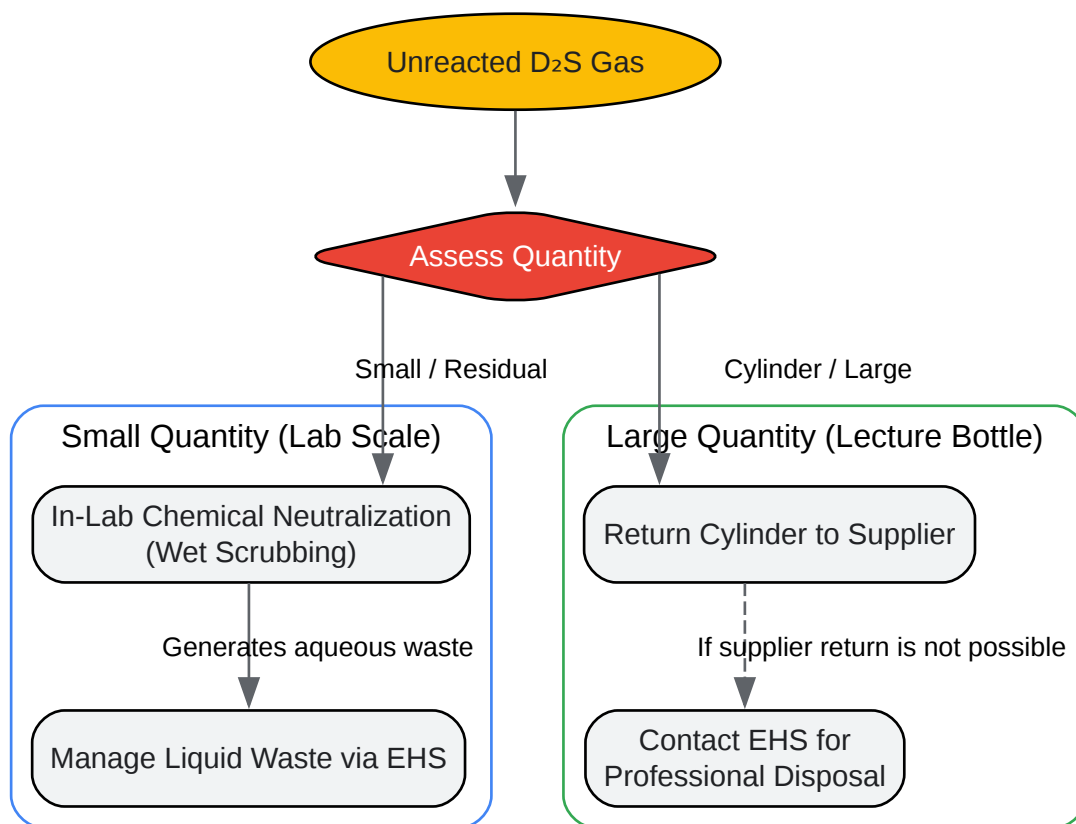 Unreacted D₂S Gas
Assess Quantity
Small / Residual
Cylinder / Large
Small Quantity (Lab Scale)
Large Quantity (Lecture Bottle)
In-Lab Chemical Neutralization
(Wet Scrubbing)
Return Cylinder to Supplier
Generates aqueous waste
If supplier return is not possible
Manage Liquid Waste via EHS
Contact EHS for
Professional Disposal